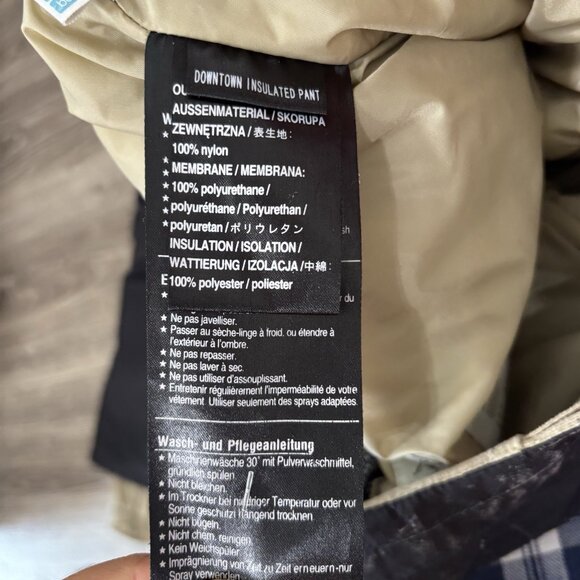 DOWNTOWN INSULATED PANT
OU
AUSSENMATERIAL / SKORUPA
ZEWNĘTRZNA / 表生地:
100% nylon
MEMBRANE / MEMBRANA:
100% polyurethane /
polyuréthane / Polyurethan /
polyuretan / ポリウレタン
INSULATION / ISOLATION /
WATTIERUNG / IZOLACJA / 中綿:
100% polyester / poliester
★ Ne pas javelliser.
★ Passer au sèche-linge à froid. ou étendre à
l'extérieur à l'ombre.
★ Ne pas repasser.
★ Ne pas laver à sec.
★ Ne pas utiliser d'assouplissant.
★ Entretenir régulièrement l'imperméabilité de votre
vêtement. Utiliser seulement des sprays adaptées.
Wasch- und Pflegeanleitung
★ Maschinenwäsche 30° mit Pulverwaschmittel,
gründlich spülen
★ Nicht bleichen.
★ Im Trockner bei niedriger Temperatur oder vor
Sonne geschützt hängend trocknen
★ Nicht bügeln.
★ Nicht chem. reinigen.
★ Kein Weichspüler
★ Imprägnierung von Zeit zu Zeit erneuern-nur
Spray verwenden